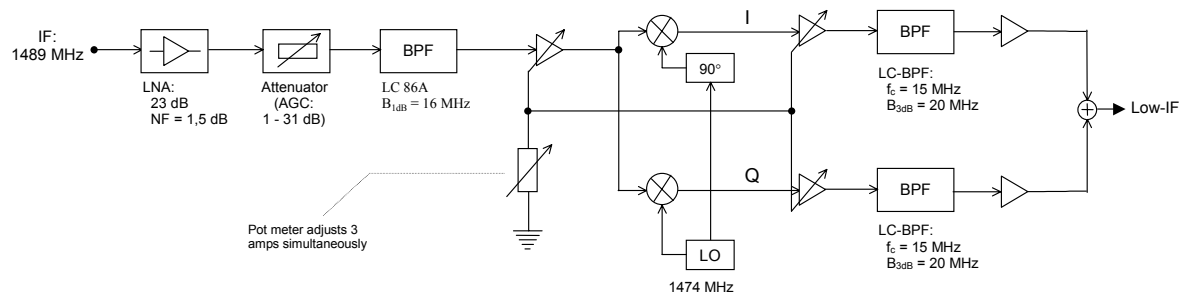 IF:
1489 MHz
LNA:
23 dB
NF = 1,5 dB
Attenuator
(AGC:
1 - 31 dB)
BPF
LC 86A
B1dB = 16 MHz
Pot meter adjusts 3
amps simultaneously
I
90°
Q
LO
1474 MHz
BPF
LC-BPF:
fc = 15 MHz
B3dB = 20 MHz
BPF
LC-BPF:
fc = 15 MHz
B3dB = 20 MHz
+
Low-IF